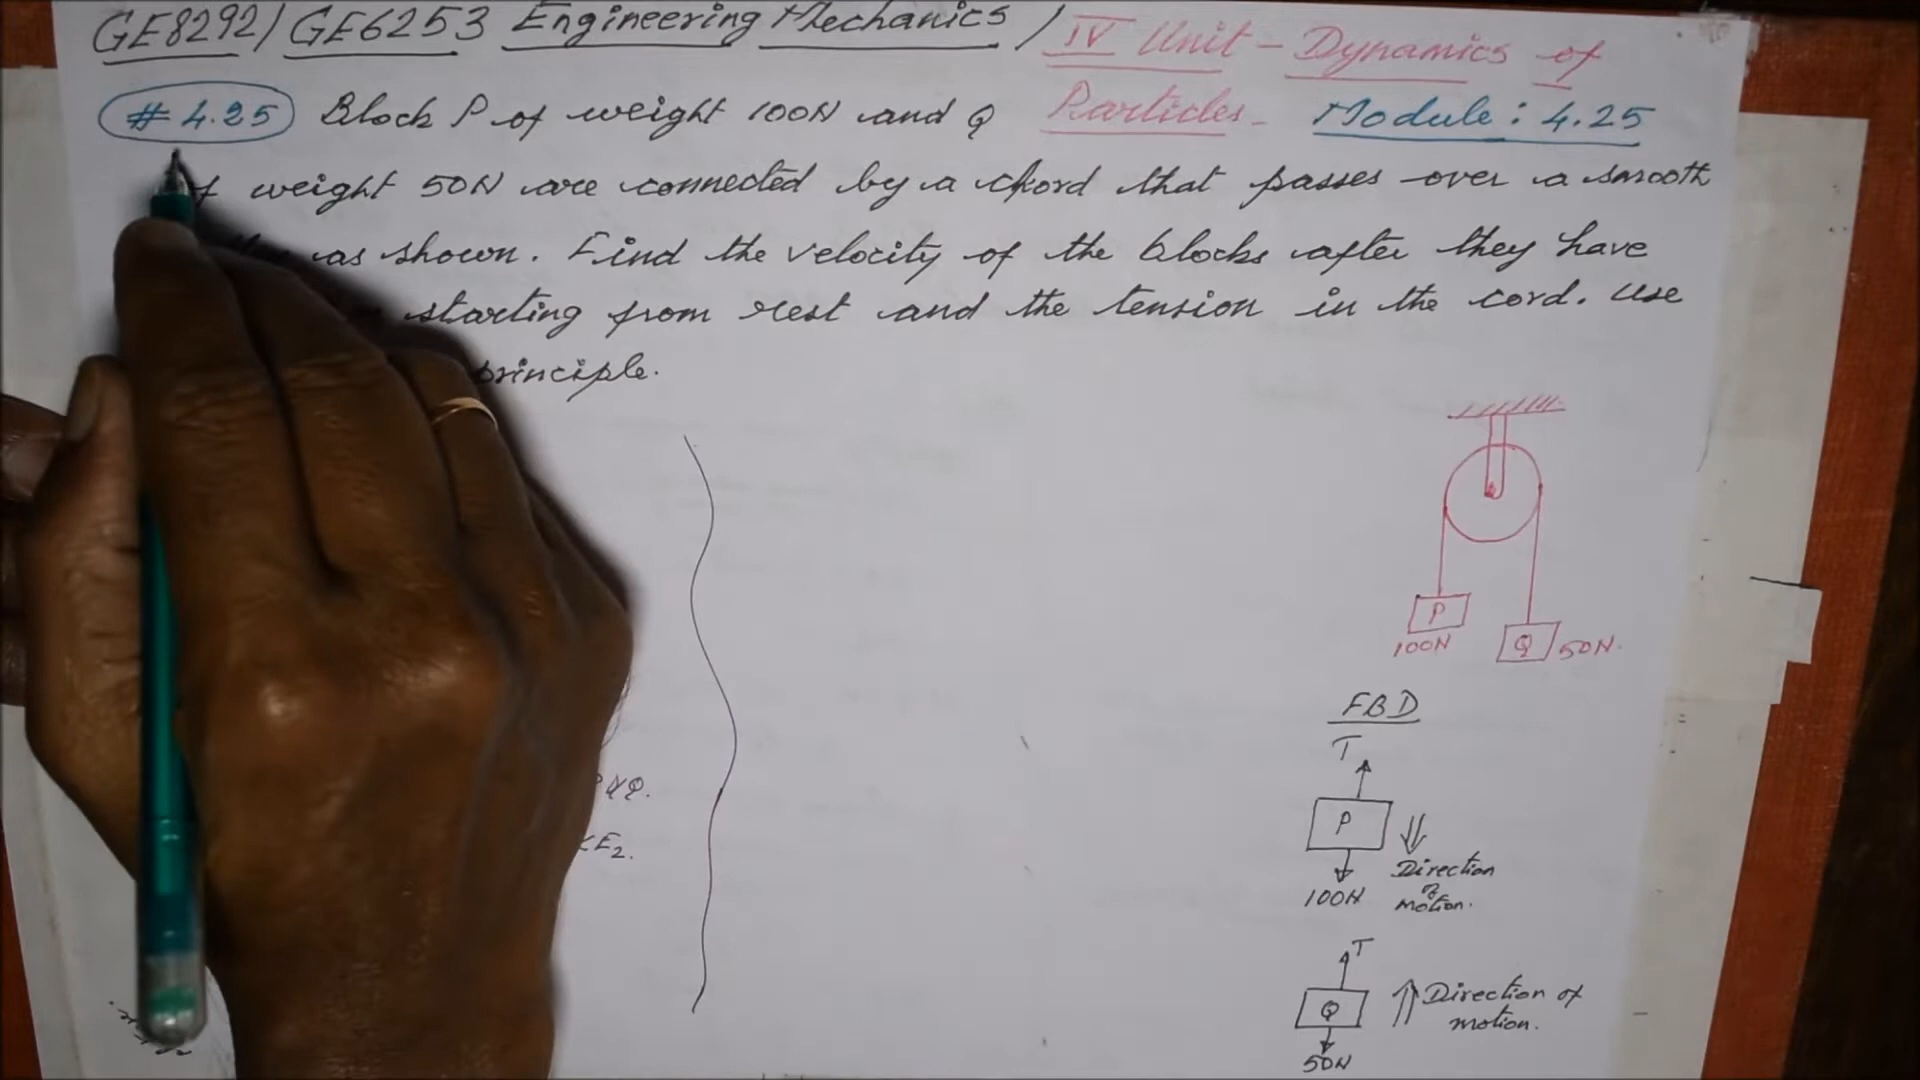 GE8292/GE6253 Engineering Mechanics / IV Unit - Dynamics of
Particles- Module: 4.25
# 4.25 Block P of weight 100N and Q
weight 50N are connected by a chord that passes over a smooth
as shown. Find the velocity of the blocks after they have
starting from rest and the tension in the cord. Use
principle.
P
100N
Q
50N.
FBD
T
P
100N
Direction
of
motion.
T
Q
50N
Direction of
motion.
P&Q.
KE2.